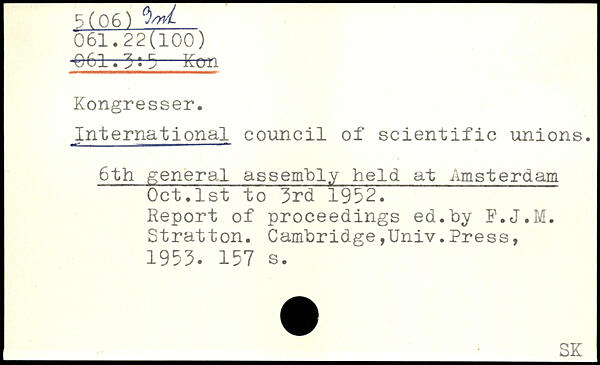 5(06) Int
061.22(100)
061.3:5 Kon
Kongresser.
International council of scientific unions.
6th general assembly held at Amsterdam
Oct.1st to 3rd 1952.
Report of proceedings ed.by F.J.M.
Stratton. Cambridge,Univ.Press,
1953. 157 s.
SK